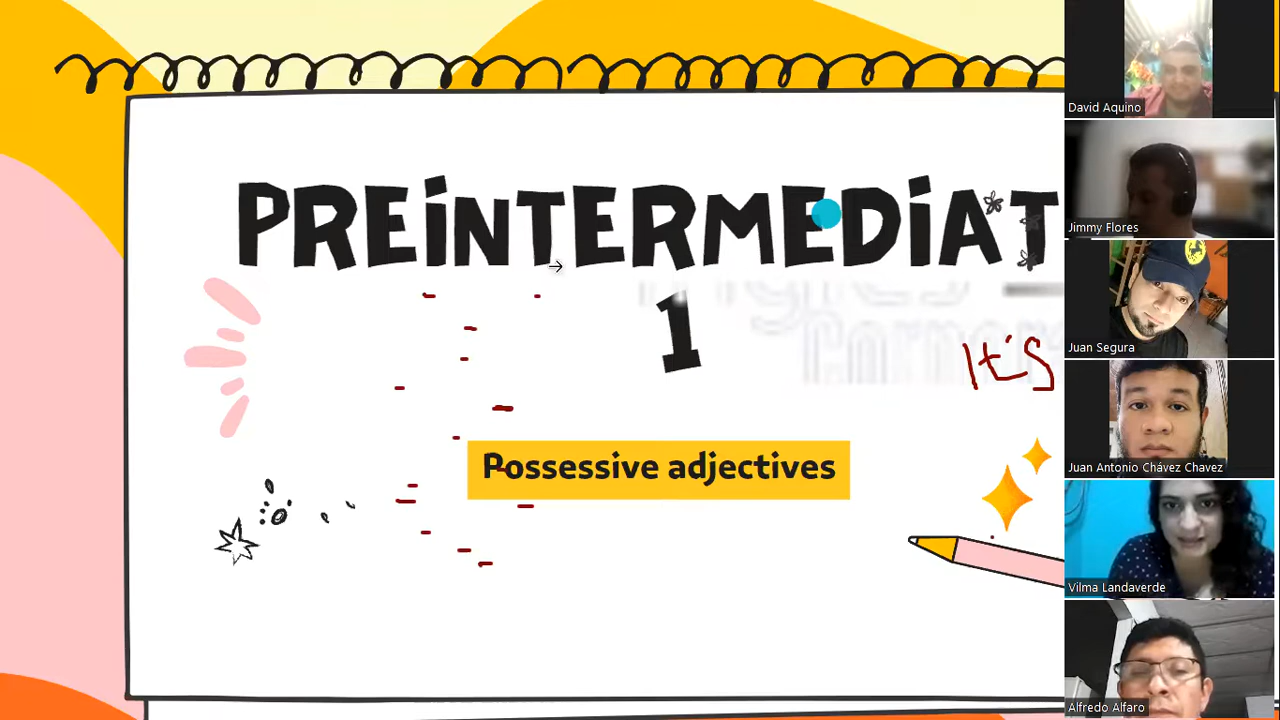 PREINTERMEDIAT
1
It's
Possessive adjectives
David Aquino
Jimmy Flores
Juan Segura
Juan Antonio Chávez Chavez
Vilma Landaverde
Alfredo Alfaro